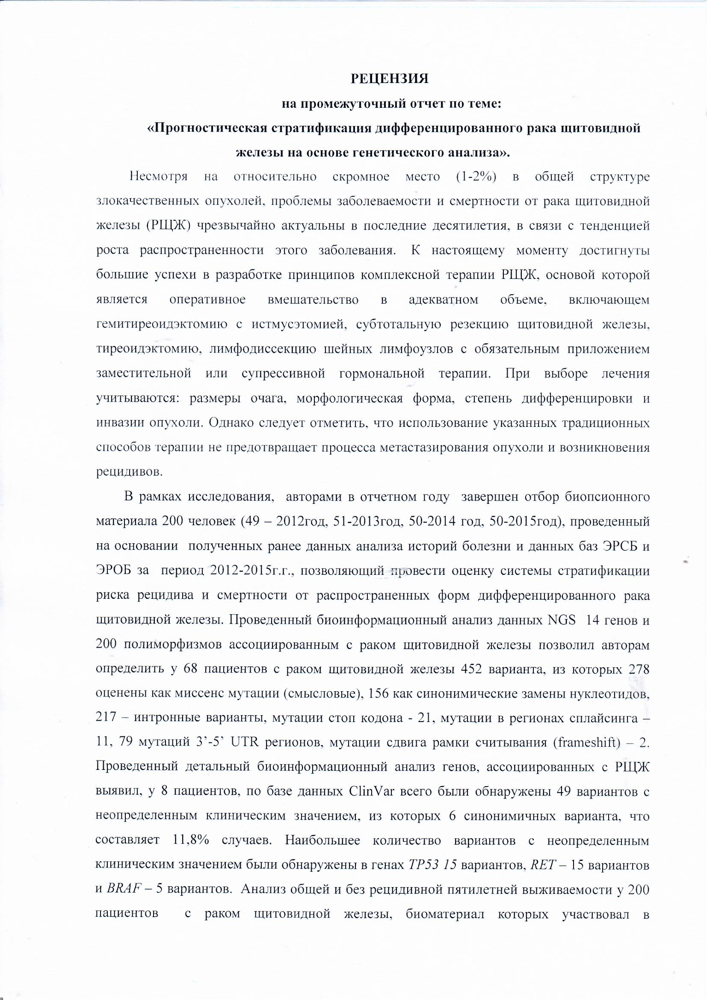 РЕЦЕНЗИЯ
на промежуточный отчет по теме:
«Прогностическая стратификация дифференцированного рака щитовидной
железы на основе генетического анализа».
Несмотря на относительно скромное место (1-2%) в общей структуре
злокачественных опухолей, проблемы заболеваемости и смертности от рака щитовидной
железы (РЩЖ) чрезвычайно актуальны в последние десятилетия, в связи с тенденцией
роста распространенности этого заболевания. К настоящему моменту достигнуты
большие успехи в разработке принципов комплексной терапии РЩЖ, основой которой
является оперативное вмешательство в адекватном объеме, включающем
гемитиреоидэктомию с истмусэтомией, субтотальную резекцию щитовидной железы,
тиреоидэктомию, лимфодиссекцию шейных лимфоузлов с обязательным приложением
заместительной или супрессивной гормональной терапии. При выборе лечения
учитываются: размеры очага, морфологическая форма, степень дифференцировки и
инвазии опухоли. Однако следует отметить, что использование указанных традиционных
способов терапии не предотвращает процесса метастазирования опухоли и возникновения
рецидивов.
В рамках исследования, авторами в отчетном году завершен отбор биопсионного
материала 200 человек (49 – 2012год, 51-2013год, 50-2014 год, 50-2015год), проведенный
на основании полученных ранее данных анализа историй болезни и данных баз ЭРСБ и
ЭРОБ за период 2012-2015г.г., позволяющий провести оценку системы стратификации
риска рецидива и смертности от распространенных форм дифференцированного рака
щитовидной железы. Проведенный биоинформационный анализ данных NGS 14 генов и
200 полиморфизмов ассоциированным с раком щитовидной железы позволил авторам
определить у 68 пациентов с раком щитовидной железы 452 варианта, из которых 278
оценены как миссенс мутации (смысловые), 156 как синонимические замены нуклеотидов,
217 – интронные варианты, мутации стоп кодона - 21, мутации в регионах сплайсинга –
11, 79 мутаций 3’-5’ UTR регионов, мутации сдвига рамки считывания (frameshift) – 2.
Проведенный детальный биоинформационный анализ генов, ассоциированных с РЩЖ
выявил, у 8 пациентов, по базе данных ClinVar всего были обнаружены 49 вариантов с
неопределенным клиническим значением, из которых 6 синонимичных варианта, что
составляет 11,8% случаев. Наибольшее количество вариантов с неопределенным
клиническим значением были обнаружены в генах TP53 15 вариантов, RET – 15 вариантов
и BRAF – 5 вариантов. Анализ общей и без рецидивной пятилетней выживаемости у 200
пациентов с раком щитовидной железы, биоматериал которых участвовал в